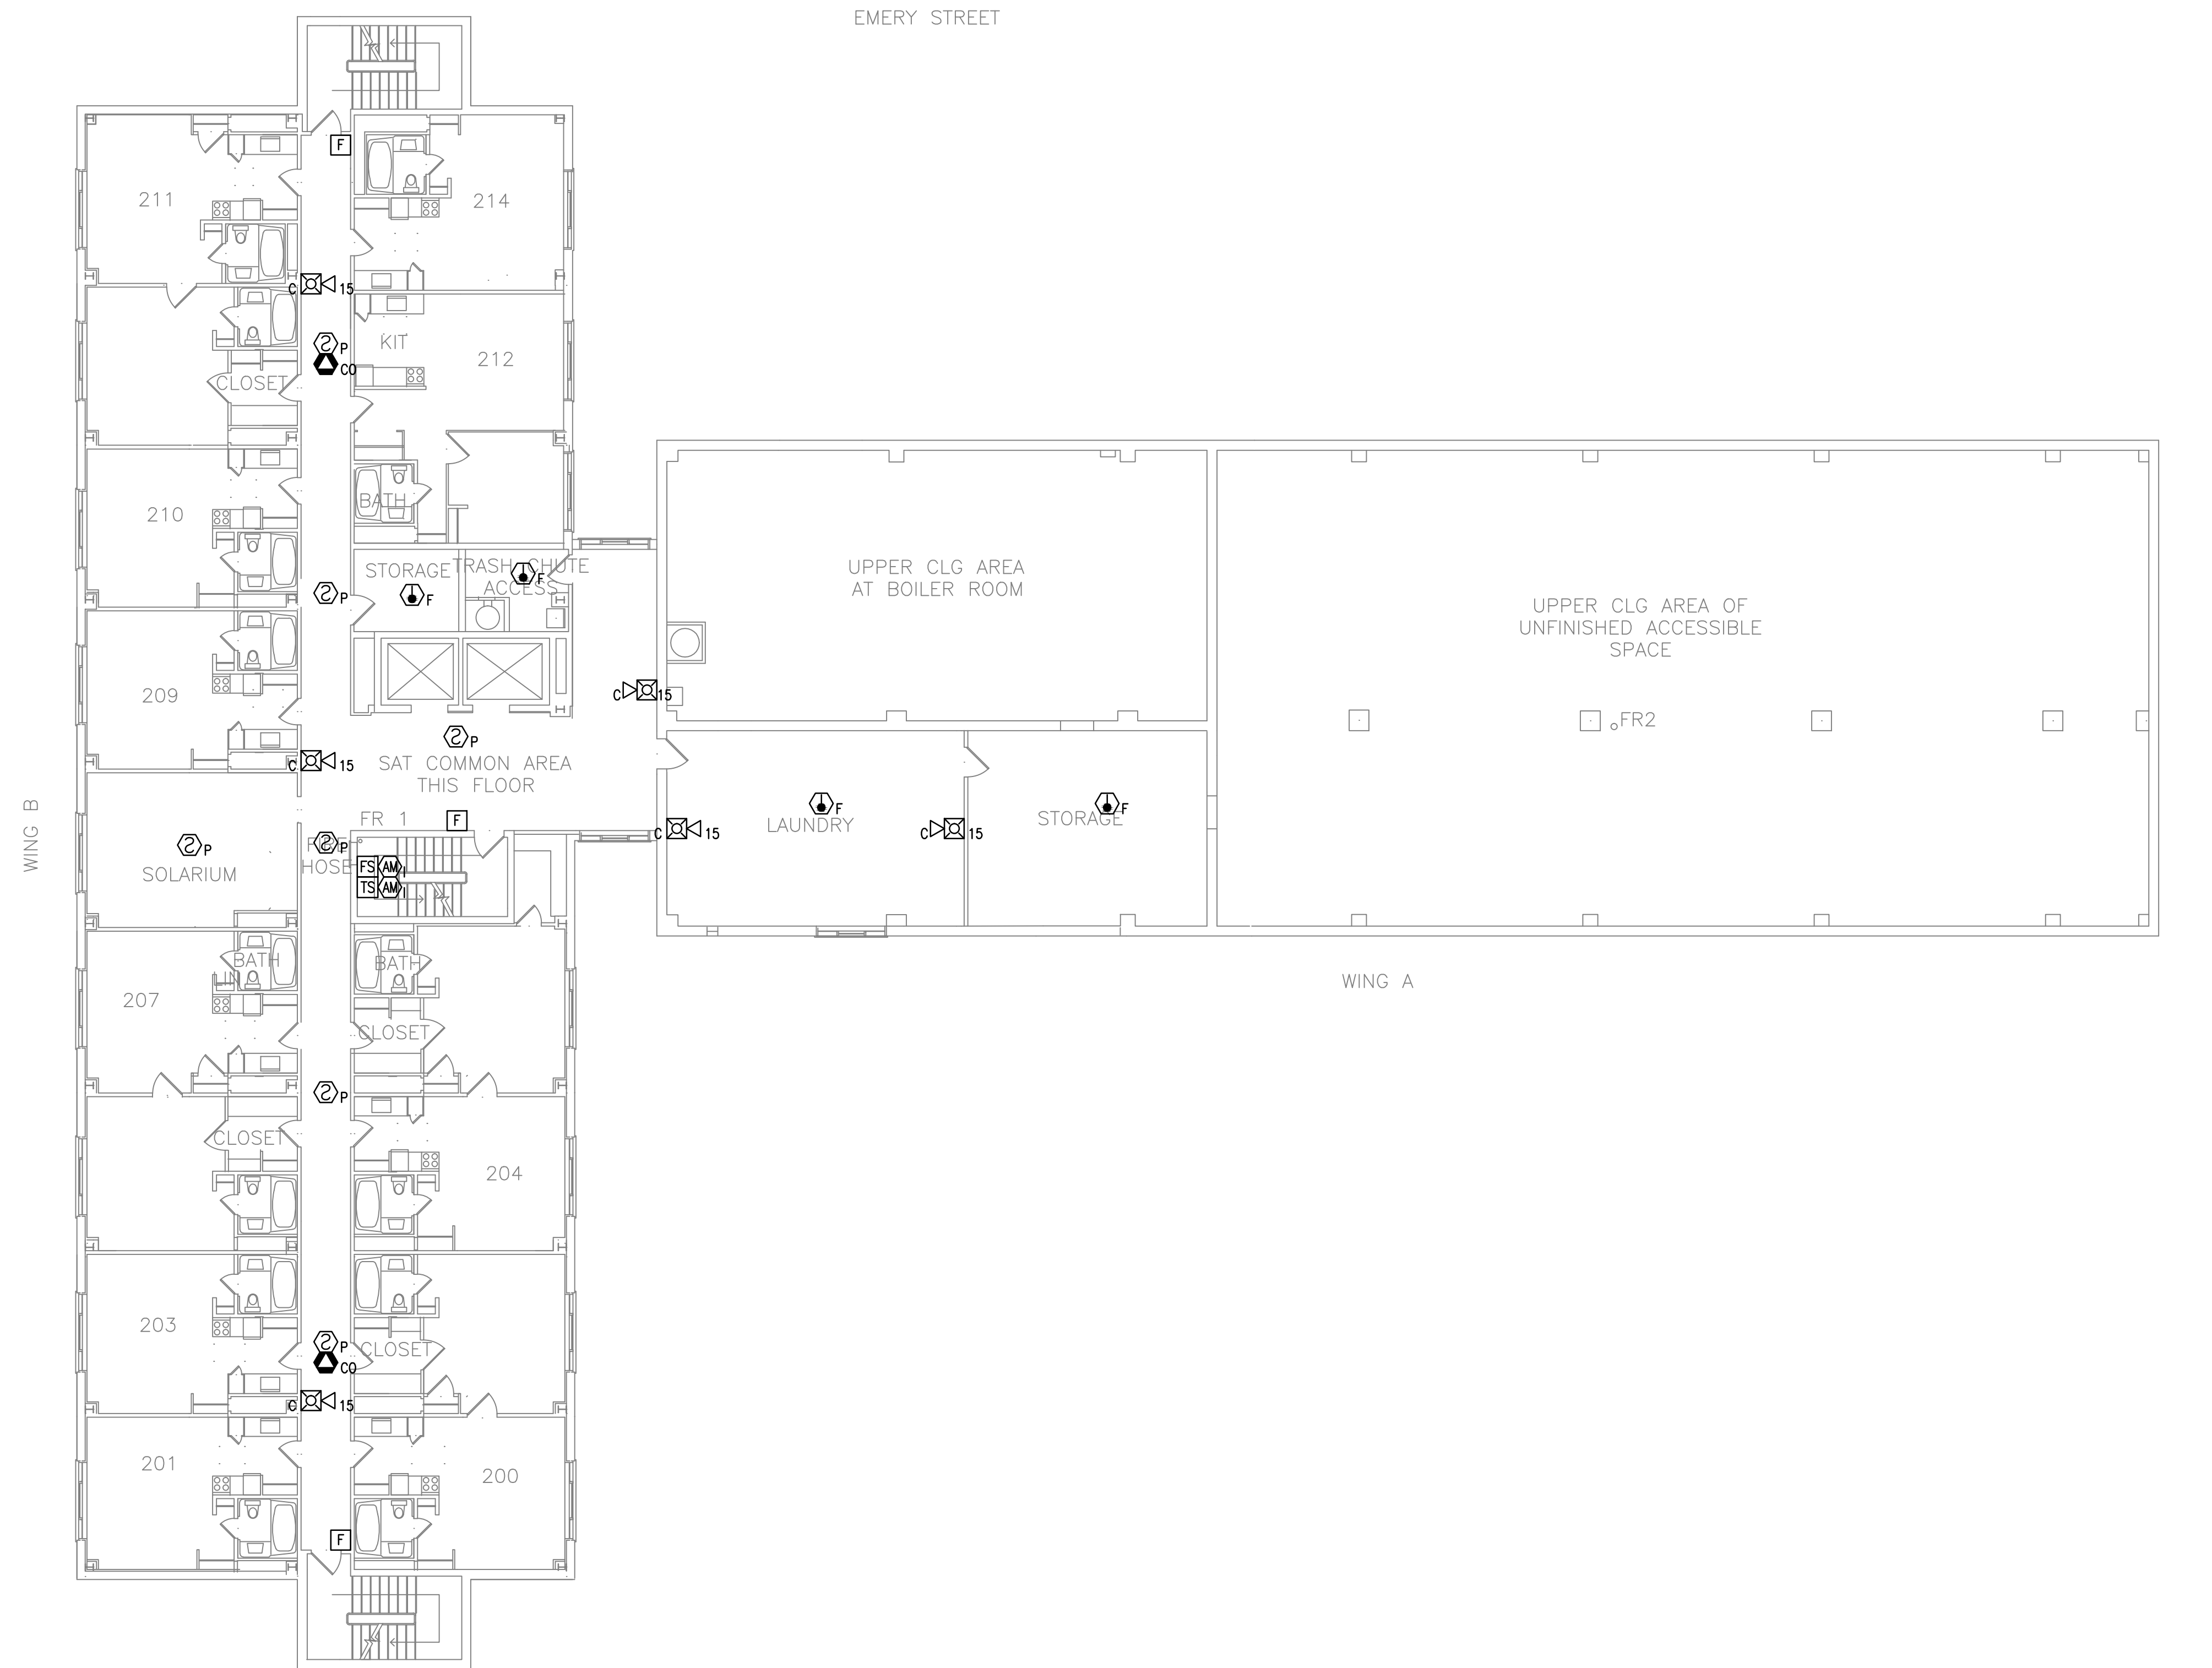 EMERY STREET
F
211
214
C 15
P
KIT
212
CO
CLOSET
BATH
210
STORAGE
TRASH CHUTE
ACCESS
F
F
P
UPPER CLG AREA
AT BOILER ROOM
UPPER CLG AREA OF
UNFINISHED ACCESSIBLE
SPACE
209
C 15
FR2
P
SAT COMMON AREA
THIS FLOOR
C 15
WING B
FR 1
F
F
F
LAUNDRY
STORAGE
C 15
C 15
P
SOLARIUM
FIRE
HOSE
P
FS AM I
TS AM I
BATH
LIN
BATH
207
CLOSET
WING A
P
CLOSET
204
203
P
CO
CLOSET
C 15
201
200
F